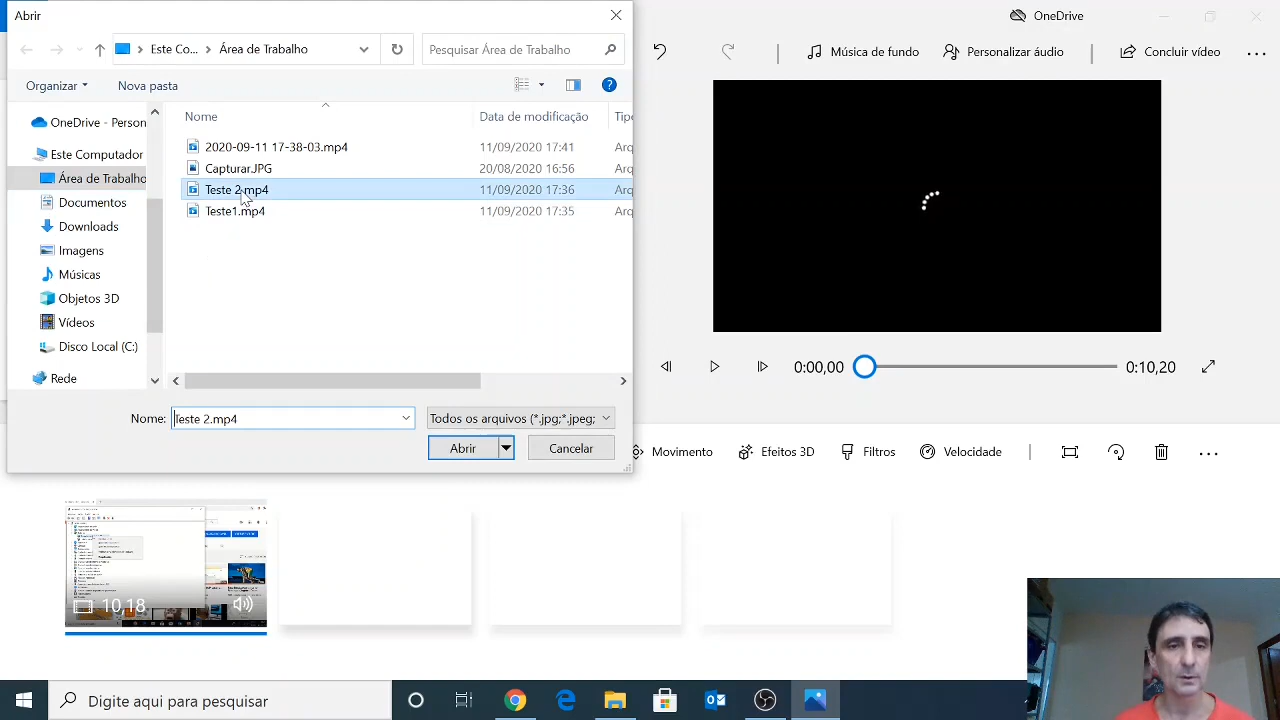 Abrir
OneDrive
Este Co...
Área de Trabalho
Pesquisar Área de Trabalho
Música de fundo
Personalizar áudio
Concluir vídeo
Organizar
Nova pasta
Nome
Data de modificação
Tipo
OneDrive - Person
2020-09-11 17-38-03.mp4
11/09/2020 17:41
Arq
Este Computador
Capturar.JPG
20/08/2020 16:56
Arq
Área de Trabalho
Teste 2.mp4
11/09/2020 17:36
Arq
Documentos
Teste1.mp4
11/09/2020 17:35
Arq
Downloads
Imagens
Músicas
Objetos 3D
Vídeos
Disco Local (C:)
Rede
0:00,00
0:10,20
Nome:
Teste 2.mp4
Todos os arquivos (*.jpg;*.jpeg;
Abrir
Cancelar
Movimento
Efeitos 3D
Filtros
Velocidade
10,18
Digite aqui para pesquisar